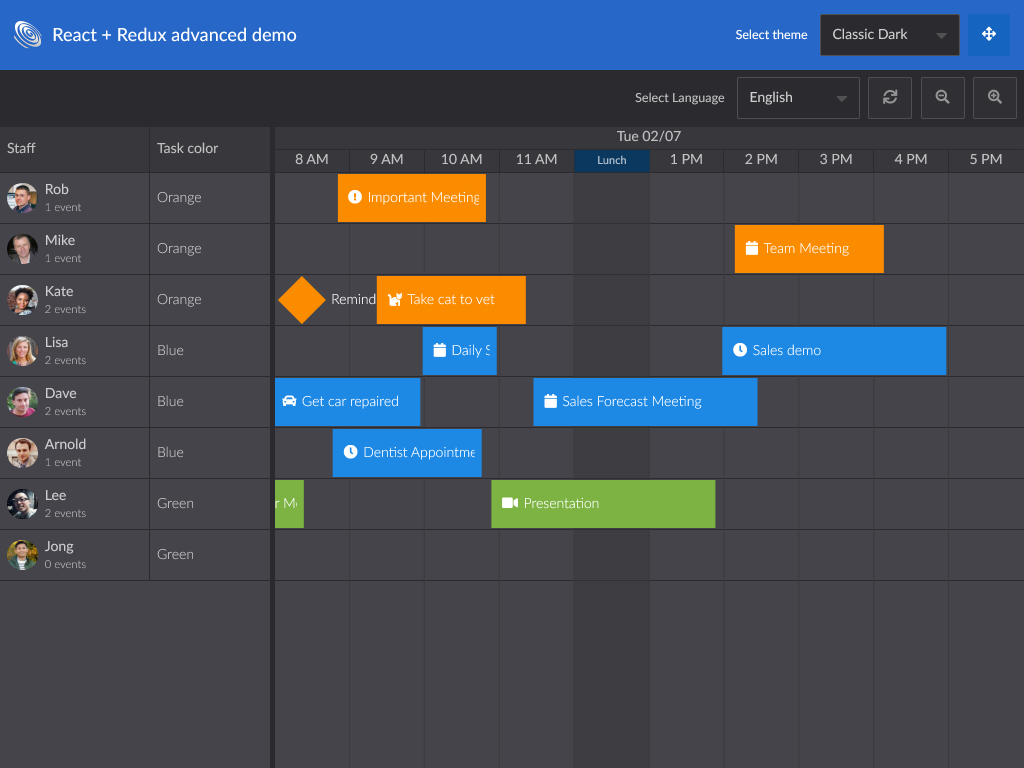 React + Redux advanced demo
Select theme
Classic Dark
Select Language
English
Staff
Task color
Tue 02/07
8 AM
9 AM
10 AM
11 AM
Lunch
1 PM
2 PM
3 PM
4 PM
5 PM
Rob
1 event
Orange
Important Meeting
Mike
1 event
Orange
Team Meeting
Kate
2 events
Orange
Remind
Take cat to vet
Lisa
2 events
Blue
Daily S
Sales demo
Dave
2 events
Blue
Get car repaired
Sales Forecast Meeting
Arnold
1 event
Blue
Dentist Appointme
Lee
2 events
Green
r M
Presentation
Jong
0 events
Green